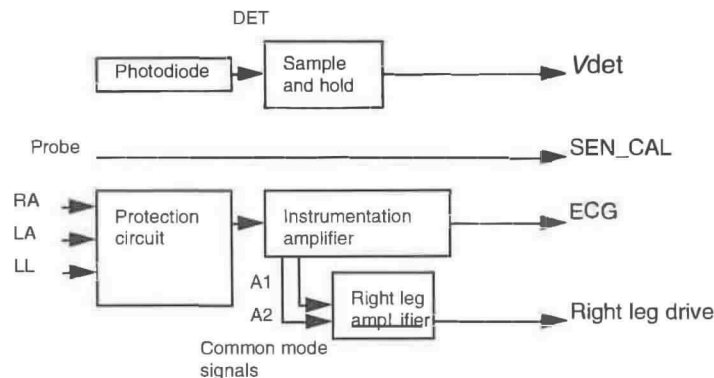 DET
Photodiode
Sample
and hold
Vdet
Probe
SEN_CAL
RA
LA
LL
Protection
circuit
Instrumentation
amplifier
ECG
A1
A2
Right leg
amplifier
Right leg drive
Common mode
signals